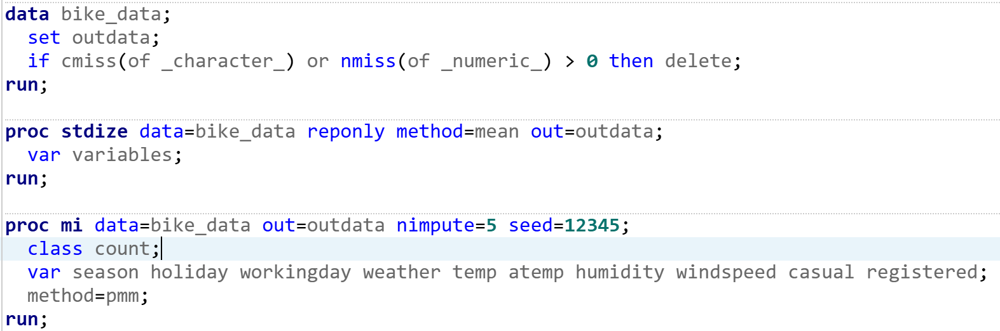 data bike_data;
  set outdata;
  if cmiss(of _character_) or nmiss(of _numeric_) > 0 then delete;
run;

proc stdize data=bike_data reponly method=mean out=outdata;
  var variables;
run;

proc mi data=bike_data out=outdata nimpute=5 seed=12345;
  class count;
  var season holiday workingday weather temp atemp humidity windspeed casual registered;
  method=pmm;
run;